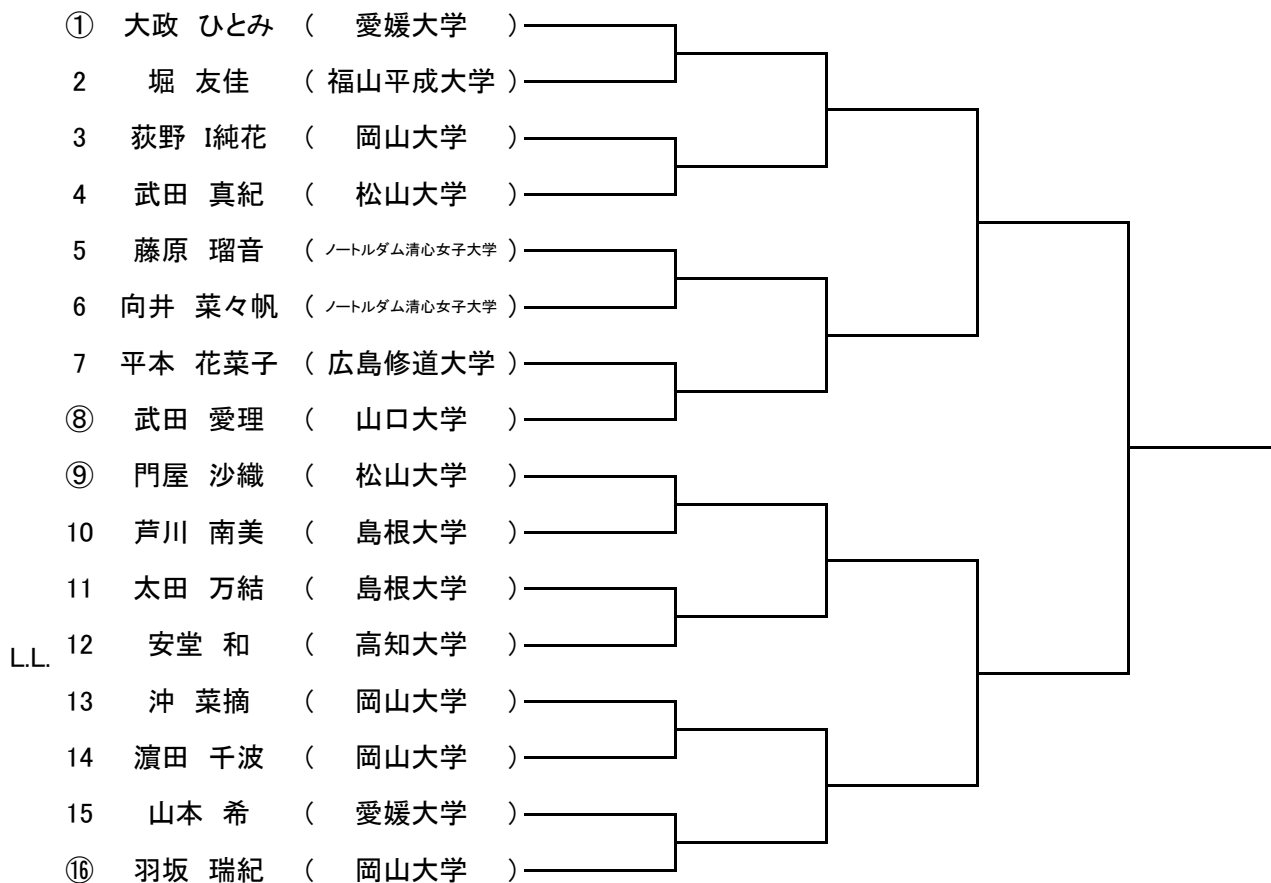 ① 大政 ひとみ ( 愛媛大学 )
2 堀 友佳 ( 福山平成大学 )
3 荻野 I純花 ( 岡山大学 )
4 武田 真紀 ( 松山大学 )
5 藤原 瑠音 ( ノートルダム清心女子大学 )
6 向井 菜々帆 ( ノートルダム清心女子大学 )
7 平本 花菜子 ( 広島修道大学 )
⑧ 武田 愛理 ( 山口大学 )
⑨ 門屋 沙織 ( 松山大学 )
10 芦川 南美 ( 島根大学 )
11 太田 万結 ( 島根大学 )
L.L. 12 安堂 和 ( 高知大学 )
13 沖 菜摘 ( 岡山大学 )
14 濵田 千波 ( 岡山大学 )
15 山本 希 ( 愛媛大学 )
⑯ 羽坂 瑞紀 ( 岡山大学 )